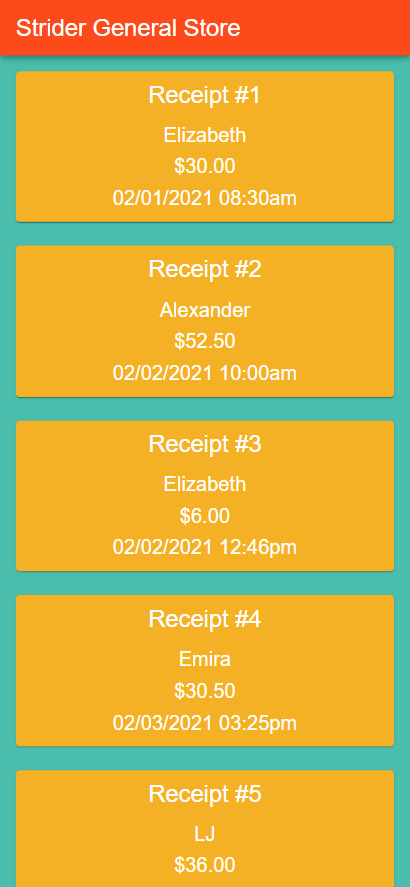 Strider General Store
Receipt #1
Elizabeth
$30.00
02/01/2021 08:30am
Receipt #2
Alexander
$52.50
02/02/2021 10:00am
Receipt #3
Elizabeth
$6.00
02/02/2021 12:46pm
Receipt #4
Emira
$30.50
02/03/2021 03:25pm
Receipt #5
LJ
$36.00